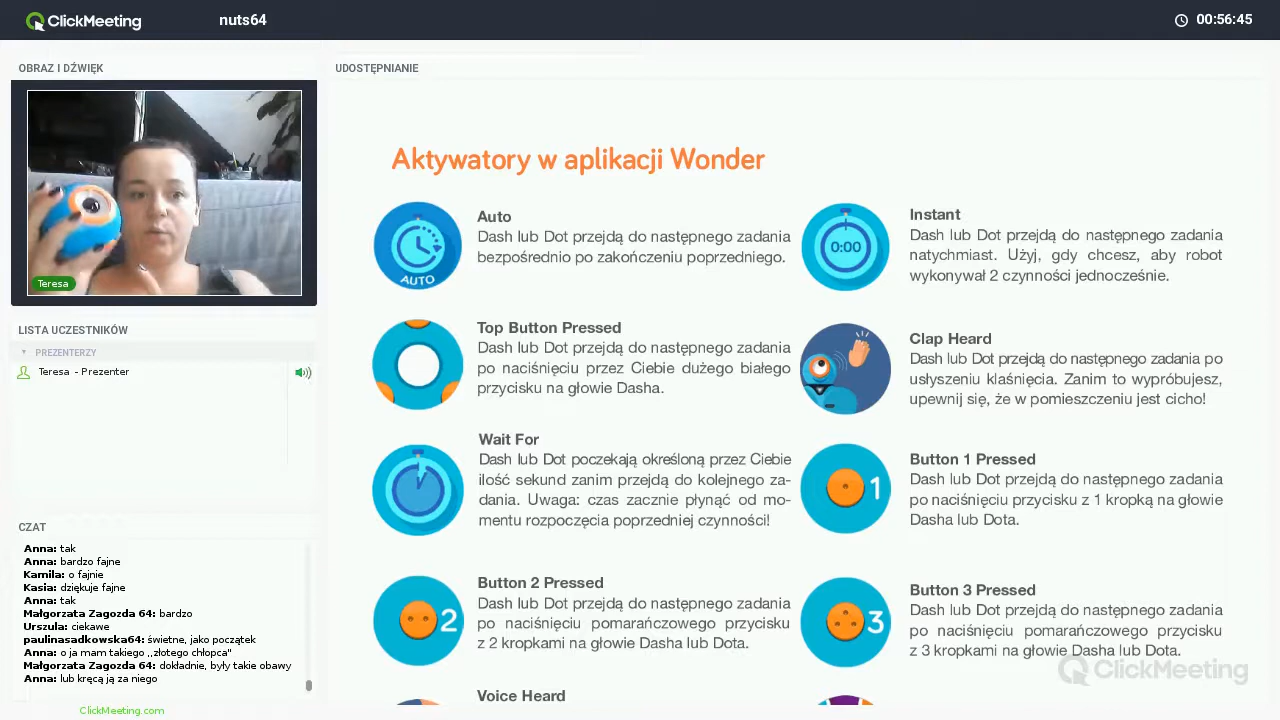 ClickMeeting
nuts64
00:56:45
OBRAZ I DŹWIĘK
Teresa
LISTA UCZESTNIKÓW
PREZENTERZY
Teresa - Prezenter
CZAT
Anna: tak
Anna: bardzo fajne
Kamila: o fajnie
Kasia: dziękuje fajne
Anna: tak
Małgorzata Zagozda 64: bardzo
Urszula: ciekawe
paulinasadkowska64: świetne, jako początek
Anna: o ja mam takiego ,,złotego chłopca"
Małgorzata Zagozda 64: dokładnie, były takie obawy
Anna: lub kręcą ją za niego
ClickMeeting.com
UDOSTĘPNIANIE
Aktywatory w aplikacji Wonder
AUTO
Auto
Dash lub Dot przejdą do następnego zadania
bezpośrednio po zakończeniu poprzedniego.
0:00
Instant
Dash lub Dot przejdą do następnego zadania
natychmiast. Użyj, gdy chcesz, aby robot
wykonywał 2 czynności jednocześnie.
Top Button Pressed
Dash lub Dot przejdą do następnego zadania
po naciśnięciu przez Ciebie dużego białego
przycisku na głowie Dasha.
Clap Heard
Dash lub Dot przejdą do następnego zadania po
usłyszeniu klaśnięcia. Zanim to wypróbujesz,
upewnij się, że w pomieszczeniu jest cicho!
Wait For
Dash lub Dot poczekają określoną przez Ciebie
ilość sekund zanim przejdą do kolejnego za-
dania. Uwaga: czas zacznie płynąć od mo-
mentu rozpoczęcia poprzedniej czynności!
1
Button 1 Pressed
Dash lub Dot przejdą do następnego zadania
po naciśnięciu przycisku z 1 kropką na głowie
Dasha lub Dota.
2
Button 2 Pressed
Dash lub Dot przejdą do następnego zadania
po naciśnięciu pomarańczowego przycisku
z 2 kropkami na głowie Dasha lub Dota.
3
Button 3 Pressed
Dash lub Dot przejdą do następnego zadania
po naciśnięciu pomarańczowego przycisku
z 3 kropkami na głowie Dasha lub Dota.
Voice Heard
ClickMeeting